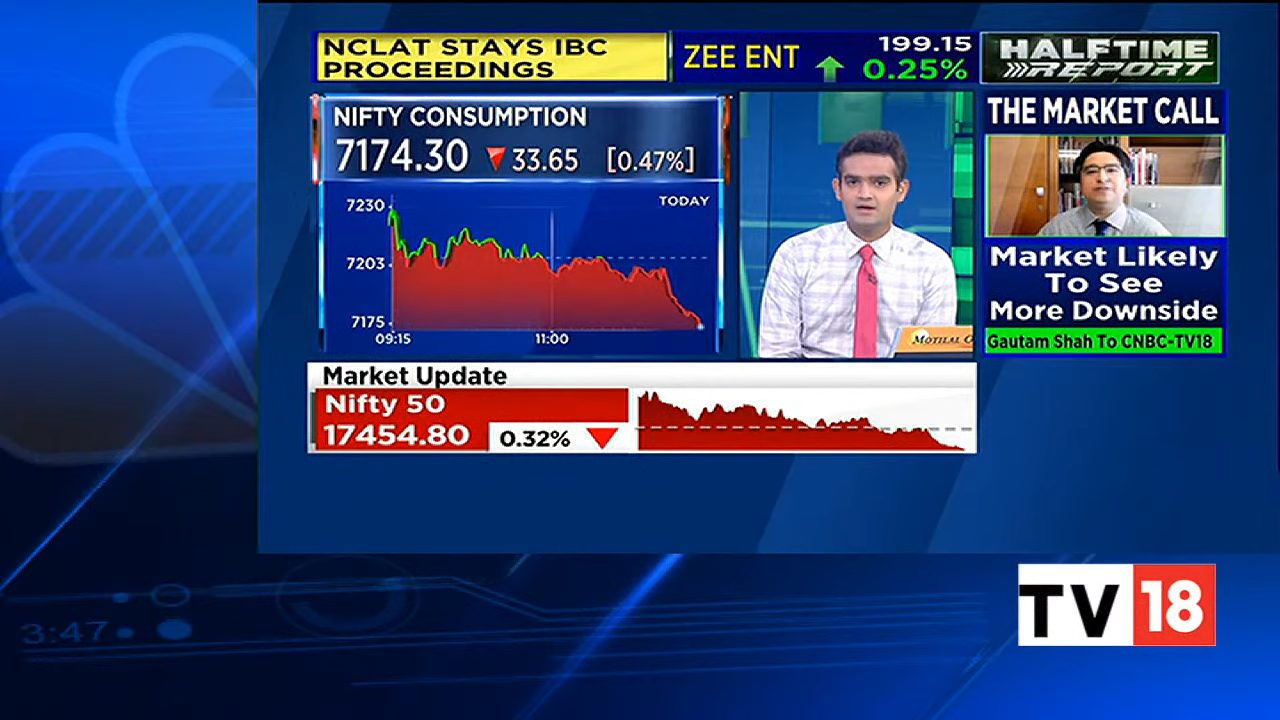 NCLAT STAYS IBC
PROCEEDINGS
ZEE ENT
199.15
0.25%
HALFTIME
REPORT
NIFTY CONSUMPTION
7174.30 33.65 [0.47%]
TODAY
7230
7203
7175
09:15 11:00
MOTILAL O
THE MARKET CALL
Market Likely
To See
More Downside
Gautam Shah To CNBC-TV18
Market Update
Nifty 50
17454.80 0.32%
3:47
TV18